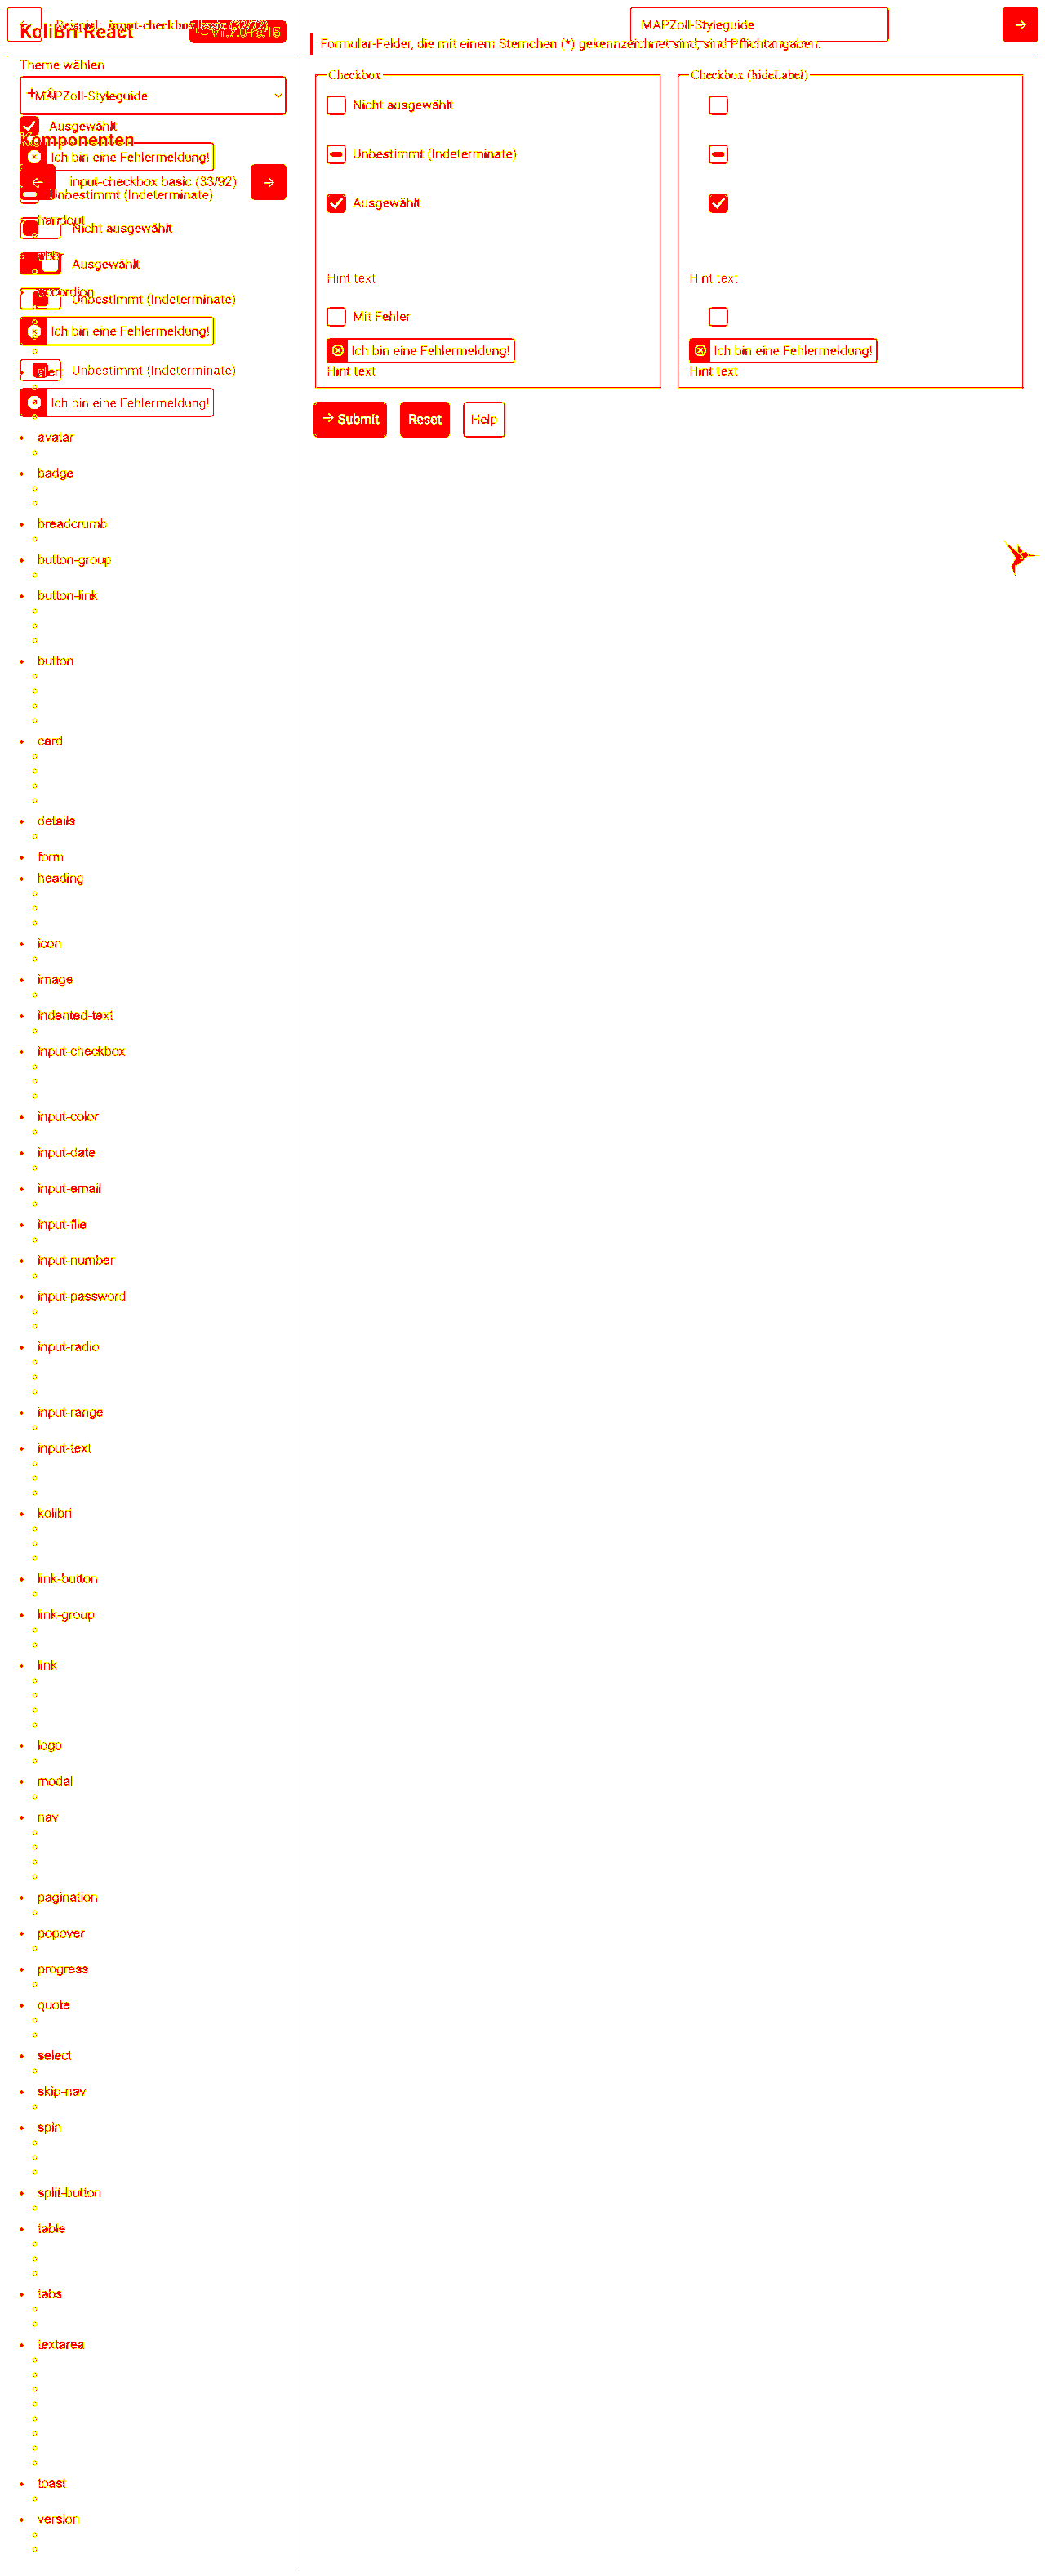 KoliBri React
MAPZoll-Styleguide
Formular-Felder, die mit einem Sternchen (*) gekennzeichnet sind, sind Pflichtangaben.
Theme wählen
MAPZoll-Styleguide
Ausgewählt
Komponenten
Ich bin eine Fehlermeldung!
input-checkbox basic (33/92)
Unbestimmt (Indeterminate)
handout
Nicht ausgewählt
abbr
Ausgewählt
accordion
Unbestimmt (Indeterminate)
Ich bin eine Fehlermeldung!
alert
Unbestimmt (Indeterminate)
Ich bin eine Fehlermeldung!
avatar
badge
breadcrumb
button-group
button-link
button
card
details
form
heading
icon
image
indented-text
input-checkbox
input-color
input-date
input-email
input-file
input-number
input-password
input-radio
input-range
input-text
kolibri
link-button
link-group
link
logo
modal
nav
pagination
popover
progress
quote
select
skip-nav
spin
split-button
table
tabs
textarea
toast
version
Checkbox
Nicht ausgewählt
Unbestimmt (Indeterminate)
Ausgewählt
Hint text
Mit Fehler
Ich bin eine Fehlermeldung!
Hint text
Checkbox (hideLabel)
Hint text
Ich bin eine Fehlermeldung!
Hint text
Submit
Reset
Help